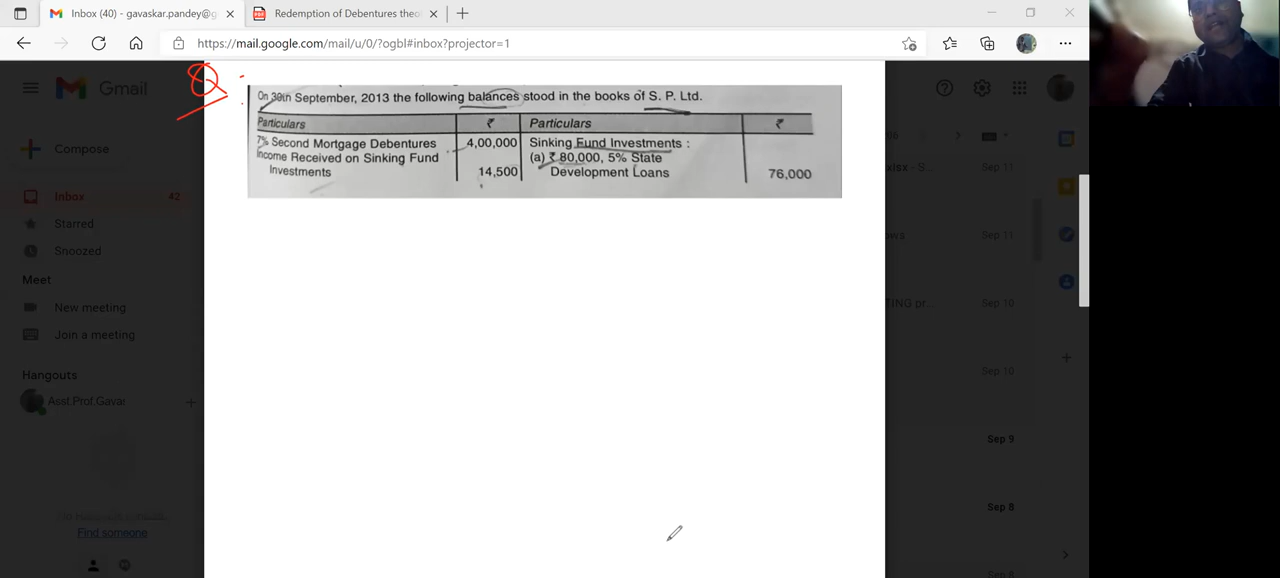 Inbox (40) - gavaskar.pandey@g
Redemption of Debentures theo
https://mail.google.com/mail/u/0/?ogbl#inbox?projector=1
Gmail
Compose
Inbox 42
Starred
Snoozed
Meet
New meeting
Join a meeting
Hangouts
Asst.Prof.Gava
Find someone
Q
On 30th September, 2013 the following balances stood in the books of S. P. Ltd.
Particulars ₹ Particulars ₹
7% Second Mortgage Debentures 4,00,000 Sinking Fund Investments :
Income Received on Sinking Fund (a) ₹ 80,000, 5% State
Investments 14,500 Development Loans 76,000
xlsx - S... Sep 11
Sep 11
TING pr... Sep 10
Sep 10
Sep 9
Sep 8